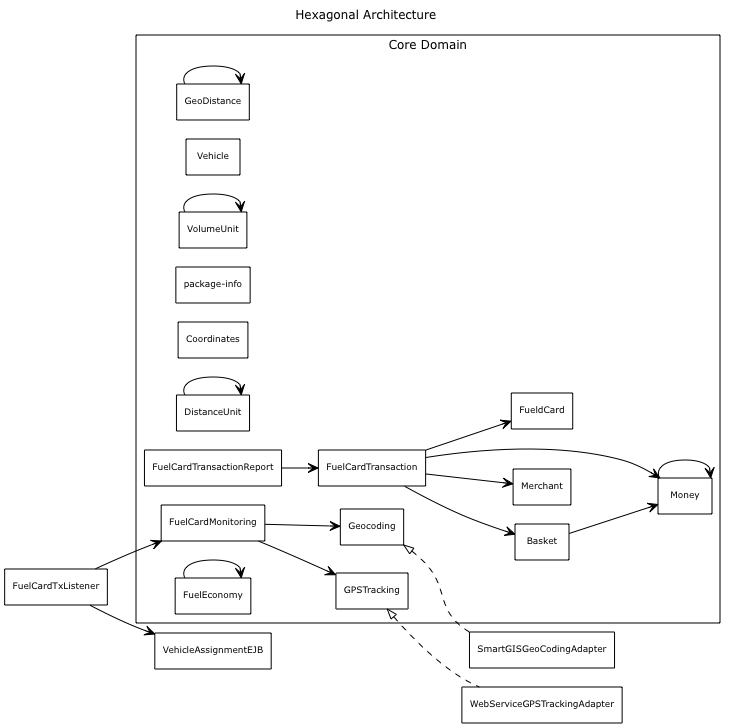 Hexagonal Architecture
Core Domain
GeoDistance
Vehicle
VolumeUnit
package-info
Coordinates
DistanceUnit
FueldCard
FuelCardTransactionReport
FuelCardTransaction
Merchant
Money
FuelCardMonitoring
Geocoding
Basket
FuelCardTxListener
FuelEconomy
GPSTracking
VehicleAssignmentEJB
SmartGISGeoCodingAdapter
WebServiceGPSTrackingAdapter